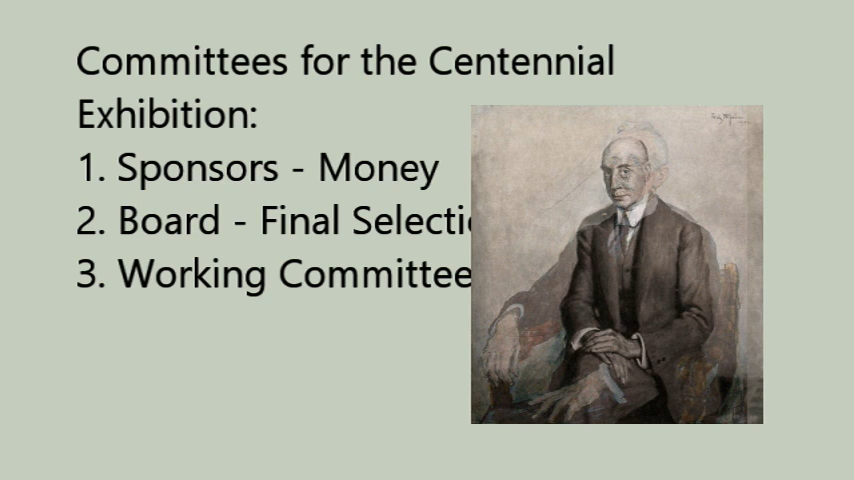 Committees for the Centennial
Exhibition:
1. Sponsors - Money
2. Board - Final
3. Working Committee